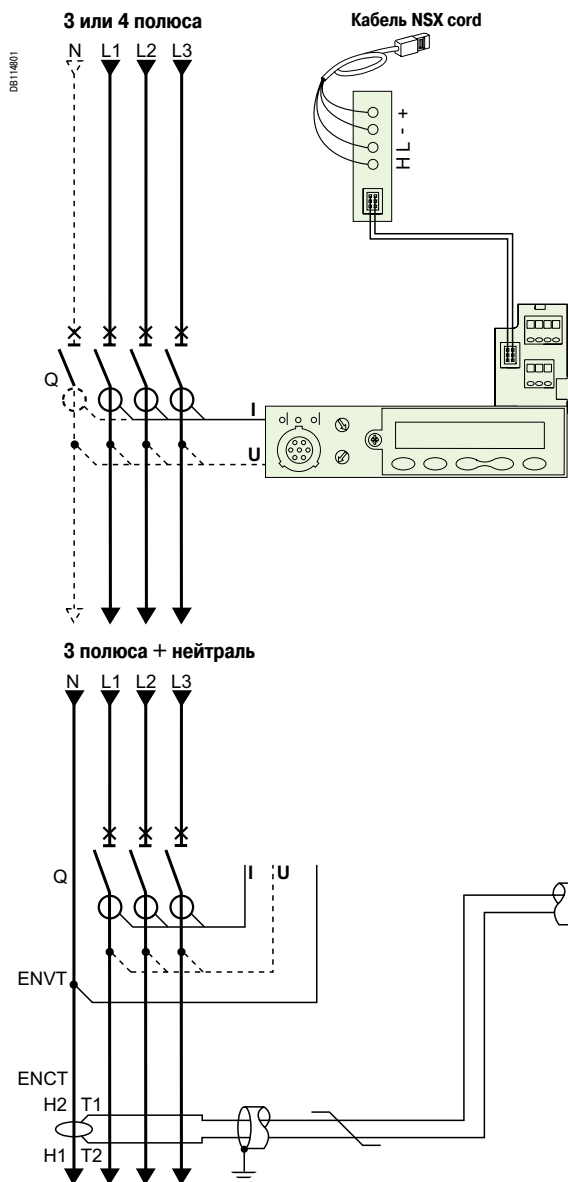 3 или 4 полюса
Кабель NSX cord
DB114801
N L1 L2 L3
H L - +
Q
I
U
3 полюса + нейтраль
N L1 L2 L3
Q
I U
ENVT
ENCT
H2 T1
H1 T2